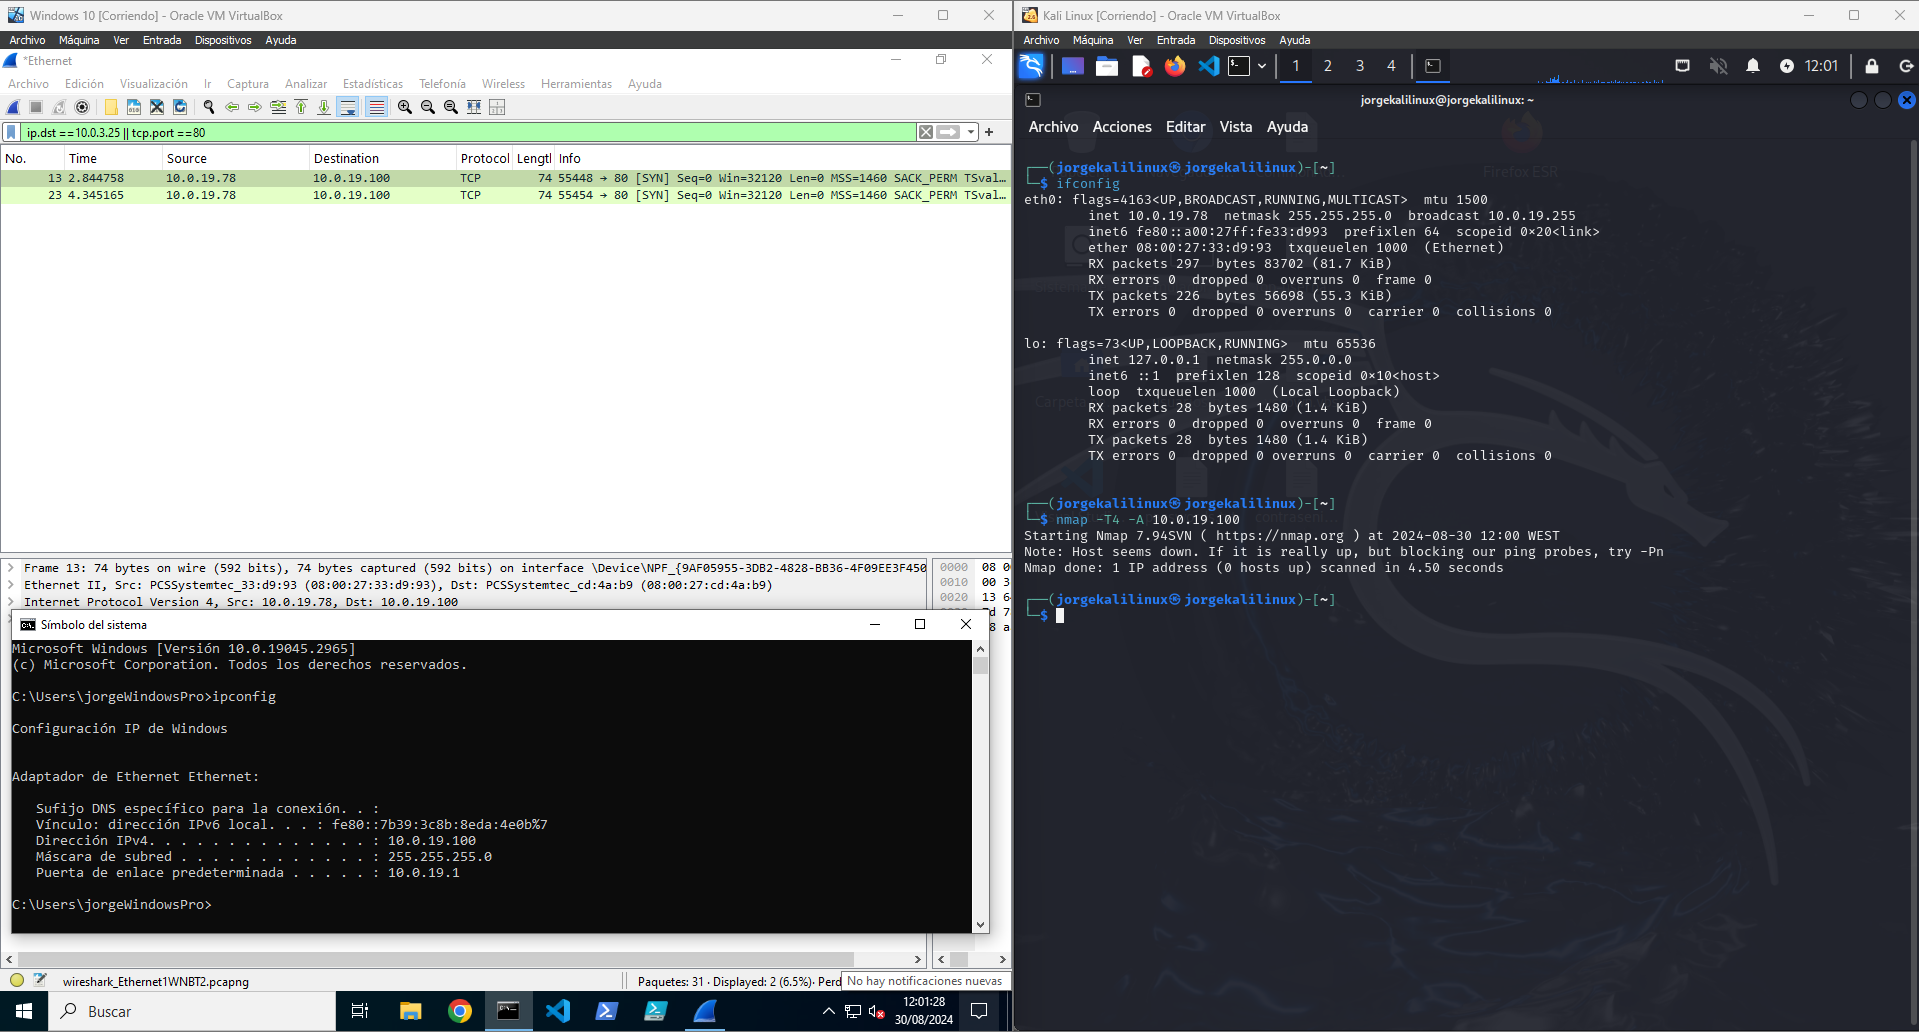 Windows 10 [Corriendo] - Oracle VM VirtualBox
Archivo Máquina Ver Entrada Dispositivos Ayuda
*Ethernet
Archivo Edición Visualización Ir Captura Analizar Estadísticas Telefonía Wireless Herramientas Ayuda
ip.dst ==10.0.3.25 || tcp.port ==80
No. Time Source Destination Protocol Lengtl Info
13 2.844758 10.0.19.78 10.0.19.100 TCP 74 55448 → 80 [SYN] Seq=0 Win=32120 Len=0 MSS=1460 SACK_PERM TSval…
23 4.345165 10.0.19.78 10.0.19.100 TCP 74 55454 → 80 [SYN] Seq=0 Win=32120 Len=0 MSS=1460 SACK_PERM TSval…
Frame 13: 74 bytes on wire (592 bits), 74 bytes captured (592 bits) on interface \Device\NPF_{9AF05955-3DB2-4828-BB36-4F09EE3F450
Ethernet II, Src: PCSSystemtec_33:d9:93 (08:00:27:33:d9:93), Dst: PCSSystemtec_cd:4a:b9 (08:00:27:cd:4a:b9)
Internet Protocol Version 4, Src: 10.0.19.78, Dst: 10.0.19.100
0000 08 0
0010 00 3
0020 13 6
7
8 a
Símbolo del sistema
Microsoft Windows [Versión 10.0.19045.2965]
(c) Microsoft Corporation. Todos los derechos reservados.
C:\Users\jorgeWindowsPro>ipconfig
Configuración IP de Windows
Adaptador de Ethernet Ethernet:
Sufijo DNS específico para la conexión. . :
Vínculo: dirección IPv6 local. . . : fe80::7b39:3c8b:8eda:4e0b%7
Dirección IPv4. . . . . . . . . . . . . . : 10.0.19.100
Máscara de subred . . . . . . . . . . . . : 255.255.255.0
Puerta de enlace predeterminada . . . . . : 10.0.19.1
C:\Users\jorgeWindowsPro>
wireshark_Ethernet1WNBT2.pcapng
Paquetes: 31 · Displayed: 2 (6.5%)· Perd
No hay notificaciones nuevas
Buscar
12:01:28
30/08/2024
Kali Linux [Corriendo] - Oracle VM VirtualBox
Archivo Máquina Ver Entrada Dispositivos Ayuda
1 2 3 4
12:01
jorgekalilinux@jorgekalilinux: ~
Archivo Acciones Editar Vista Ayuda
Firefox ESR
Carpeta
┌──(jorgekalilinux㉿jorgekalilinux)-[~]
└─$ ifconfig
eth0: flags=4163<UP,BROADCAST,RUNNING,MULTICAST>  mtu 1500
inet 10.0.19.78  netmask 255.255.255.0  broadcast 10.0.19.255
inet6 fe80::a00:27ff:fe33:d993  prefixlen 64  scopeid 0×20<link>
ether 08:00:27:33:d9:93  txqueuelen 1000  (Ethernet)
RX packets 297  bytes 83702 (81.7 KiB)
RX errors 0  dropped 0  overruns 0  frame 0
TX packets 226  bytes 56698 (55.3 KiB)
TX errors 0  dropped 0 overruns 0  carrier 0  collisions 0
lo: flags=73<UP,LOOPBACK,RUNNING>  mtu 65536
inet 127.0.0.1  netmask 255.0.0.0
inet6 ::1  prefixlen 128  scopeid 0×10<host>
loop  txqueuelen 1000  (Local Loopback)
RX packets 28  bytes 1480 (1.4 KiB)
RX errors 0  dropped 0  overruns 0  frame 0
TX packets 28  bytes 1480 (1.4 KiB)
TX errors 0  dropped 0 overruns 0  carrier 0  collisions 0
┌──(jorgekalilinux㉿jorgekalilinux)-[~]
└─$ nmap -T4 -A 10.0.19.100
Starting Nmap 7.94SVN ( https://nmap.org ) at 2024-08-30 12:00 WEST
Note: Host seems down. If it is really up, but blocking our ping probes, try -Pn
Nmap done: 1 IP address (0 hosts up) scanned in 4.50 seconds
┌──(jorgekalilinux㉿jorgekalilinux)-[~]
└─$